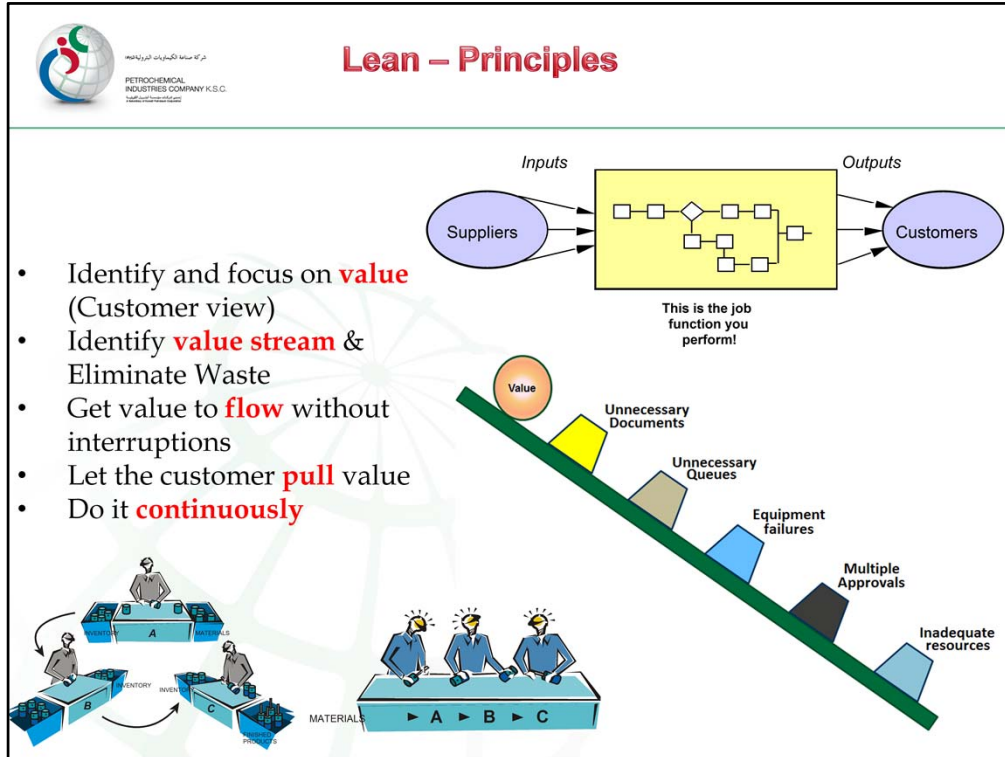 شركة صناعة الكيماويات البترولية
PETROCHEMICAL
INDUSTRIES COMPANY K.S.C.
Lean – Principles
Inputs
Outputs
Suppliers
Customers
This is the job
function you
perform!
• Identify and focus on value
(Customer view)
• Identify value stream &
Eliminate Waste
• Get value to flow without
interruptions
• Let the customer pull value
• Do it continuously
Value
Unnecessary
Documents
Unnecessary
Queues
Equipment
failures
Multiple
Approvals
Inadequate
resources
INVENTORY
A
MATERIALS
B
INVENTORY
INVENTORY
C
FINISHED
PRODUCTS
MATERIALS
► A ► B ► C